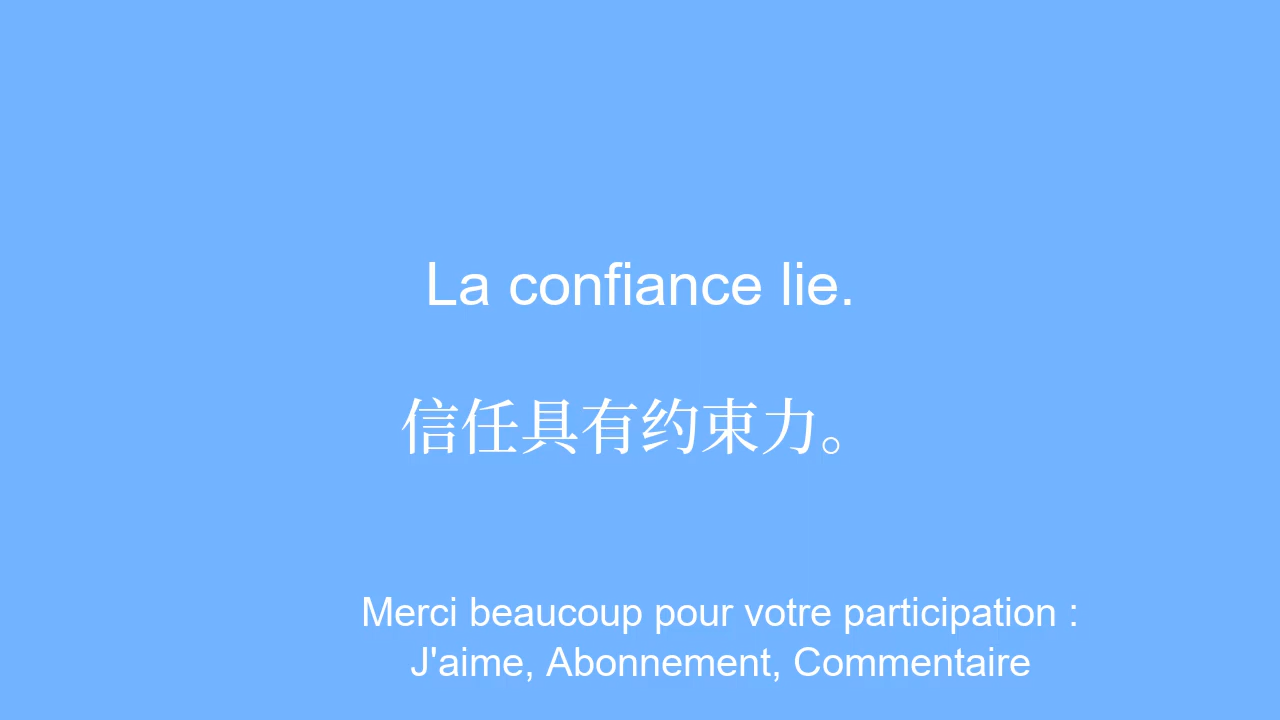 La confiance lie.
信任具有约束力。
Merci beaucoup pour votre participation :
J'aime, Abonnement, Commentaire